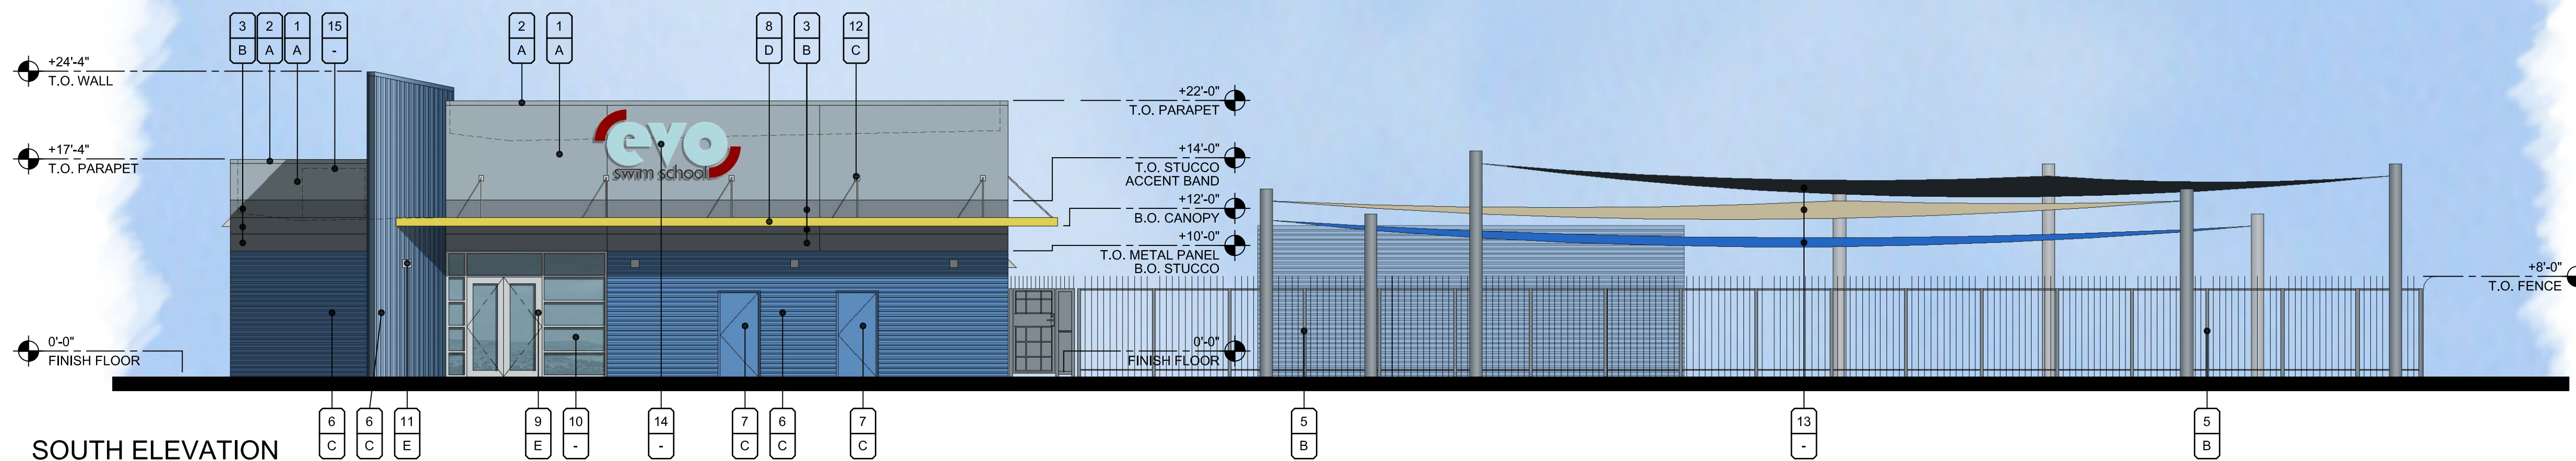 3
B
2
A
1
A
15
-
2
A
1
A
8
D
3
B
12
C
+24'-4"
T.O. WALL
+17'-4"
T.O. PARAPET
0'-0"
FINISH FLOOR
evo
swim school
+22'-0"
T.O. PARAPET
+14'-0"
T.O. STUCCO
ACCENT BAND
+12'-0"
B.O. CANOPY
+10'-0"
T.O. METAL PANEL
B.O. STUCCO
0'-0"
FINISH FLOOR
+8'-0"
T.O. FENCE
6
C
6
C
11
E
9
E
10
-
14
-
7
C
6
C
7
C
5
B
13
-
5
B
SOUTH ELEVATION